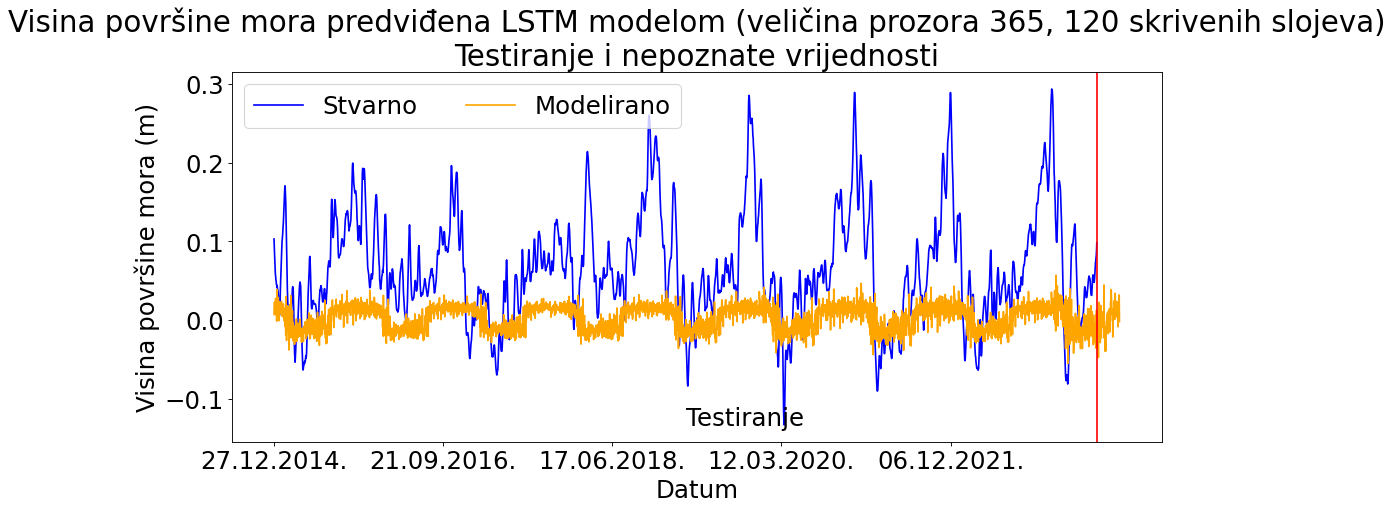 Visina površine mora predviđena LSTM modelom (veličina prozora 365, 120 skrivenih slojeva)
Testiranje i nepoznate vrijednosti
Stvarno Modelirano
Visina površine mora (m)
0.3
0.2
0.1
0.0
−0.1
Testiranje
27.12.2014. 21.09.2016. 17.06.2018. 12.03.2020. 06.12.2021.
Datum